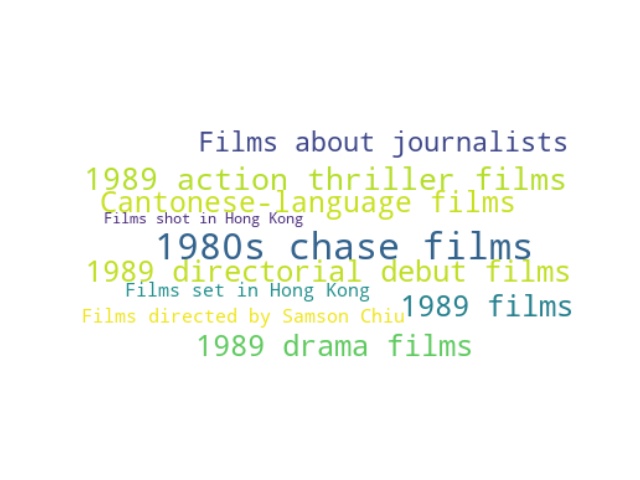 Films about journalists
1989 action thriller films
Cantonese-language films
Films shot in Hong Kong
1980s chase films
1989 directorial debut films
Films set in Hong Kong
1989 films
Films directed by Samson Chiu
1989 drama films